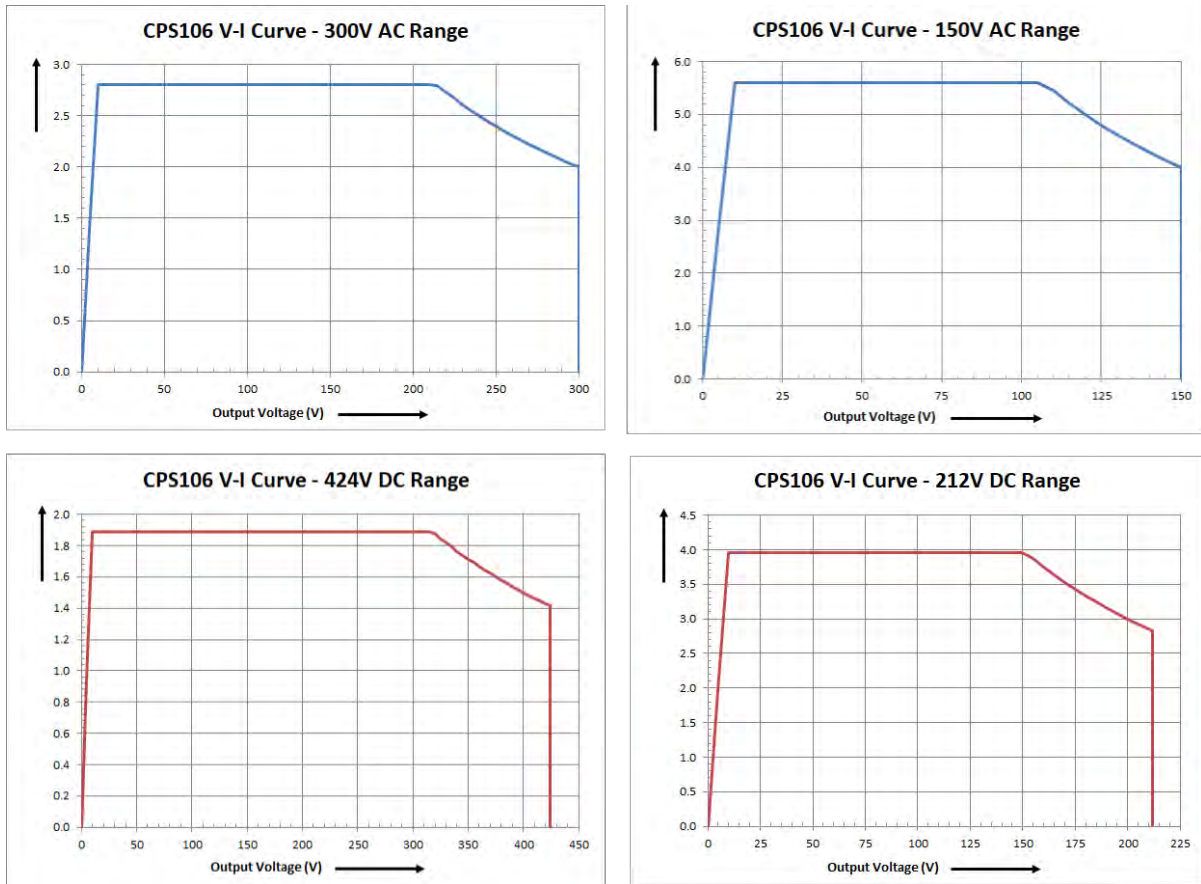 CPS106 V-I Curve - 300V AC Range
3.0
2.5
2.0
1.5
1.0
0.5
0.0
0 50 100 150 200 250 300
Output Voltage (V)
CPS106 V-I Curve - 150V AC Range
6.0
5.0
4.0
3.0
2.0
1.0
0.0
0 25 50 75 100 125 150
Output Voltage (V)
CPS106 V-I Curve - 424V DC Range
2.0
1.8
1.6
1.4
1.2
1.0
0.8
0.6
0.4
0.2
0.0
0 50 100 150 200 250 300 350 400 450
Output Voltage (V)
CPS106 V-I Curve - 212V DC Range
4.5
4.0
3.5
3.0
2.5
2.0
1.5
1.0
0.5
0.0
0 25 50 75 100 125 150 175 200 225
Output Voltage (V)